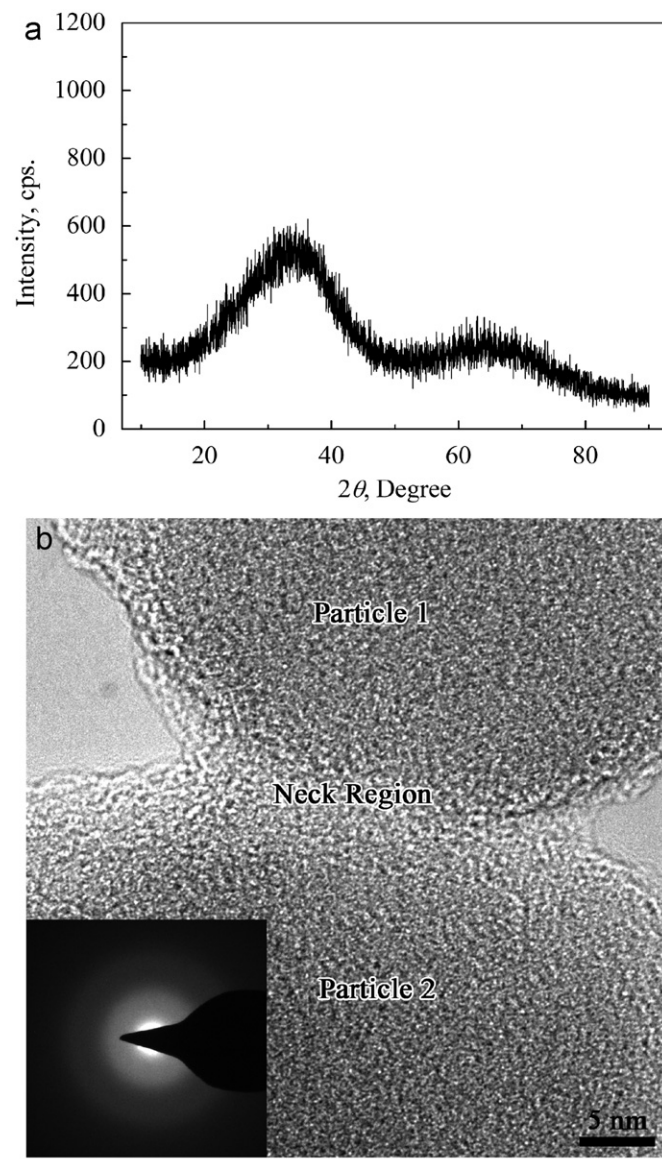 a
1200
1000
800
600
400
200
0
Intensity, cps.
20
40
60
80
2θ, Degree
b
Particle 1
Neck Region
Particle 2
5 nm